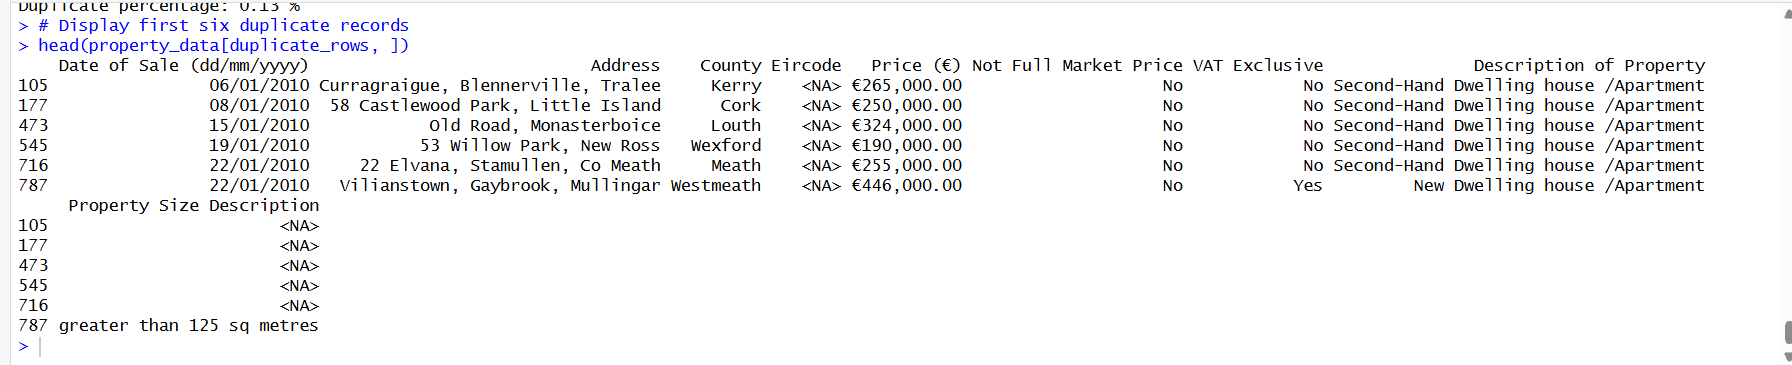 Duplicate percentage: 0.13 %
> # Display first six duplicate records
> head(property_data[duplicate_rows, ])
    Date of Sale (dd/mm/yyyy)                            Address    County Eircode   Price (€) Not Full Market Price VAT Exclusive               Description of Property
105                06/01/2010 Curragraigue, Blennerville, Tralee     Kerry    <NA> €265,000.00                    No            No Second-Hand Dwelling house /Apartment
177                08/01/2010  58 Castlewood Park, Little Island      Cork    <NA> €250,000.00                    No            No Second-Hand Dwelling house /Apartment
473                15/01/2010            Old Road, Monasterboice     Louth    <NA> €324,000.00                    No            No Second-Hand Dwelling house /Apartment
545                19/01/2010           53 Willow Park, New Ross   Wexford    <NA> €190,000.00                    No            No Second-Hand Dwelling house /Apartment
716                22/01/2010     22 Elvana, Stamullen, Co Meath     Meath    <NA> €255,000.00                    No            No Second-Hand Dwelling house /Apartment
787                22/01/2010   Vilianstown, Gaybrook, Mullingar Westmeath    <NA> €446,000.00                    No           Yes         New Dwelling house /Apartment
     Property Size Description
105                       <NA>
177                       <NA>
473                       <NA>
545                       <NA>
716                       <NA>
787 greater than 125 sq metres
>